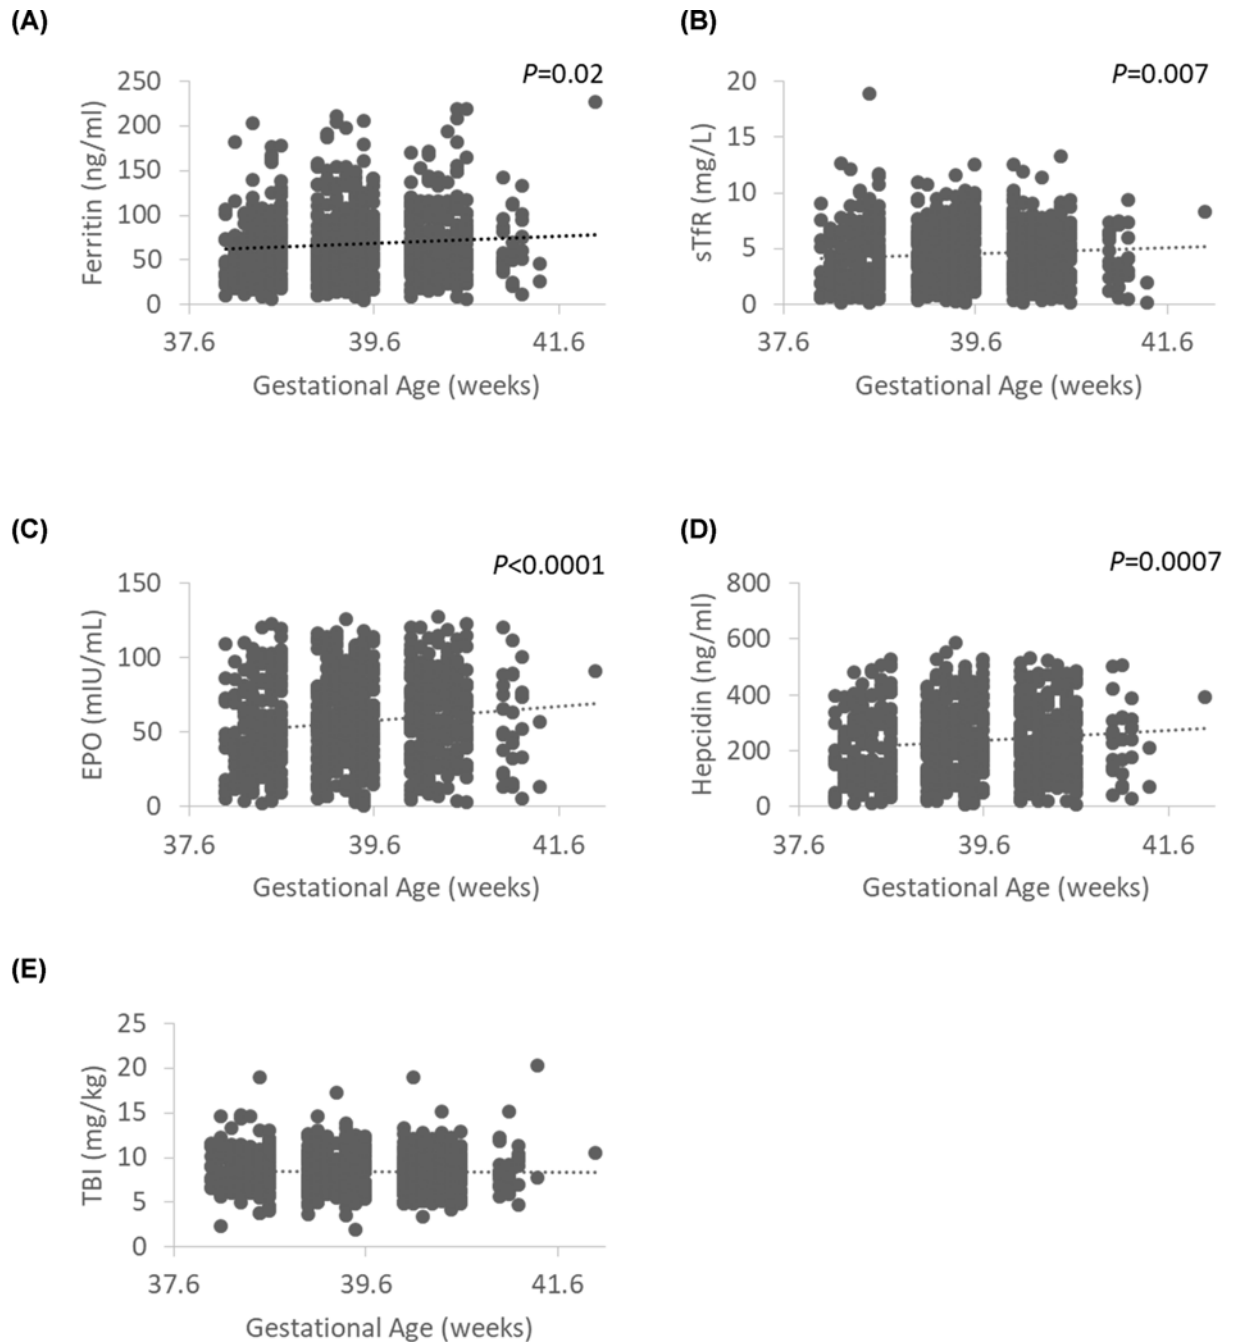 (A)
P=0.02
250
200
150
100
50
0
Ferritin (ng/ml)
37.6 39.6 41.6
Gestational Age (weeks)
(B)
P=0.007
20
15
10
5
0
sTfR (mg/L)
37.6 39.6 41.6
Gestational Age (weeks)
(C)
P<0.0001
150
100
50
0
EPO (mIU/mL)
37.6 39.6 41.6
Gestational Age (weeks)
(D)
P=0.0007
800
600
400
200
0
Hepcidin (ng/ml)
37.6 39.6 41.6
Gestational Age (weeks)
(E)
25
20
15
10
5
0
TBI (mg/kg)
37.6 39.6 41.6
Gestational Age (weeks)